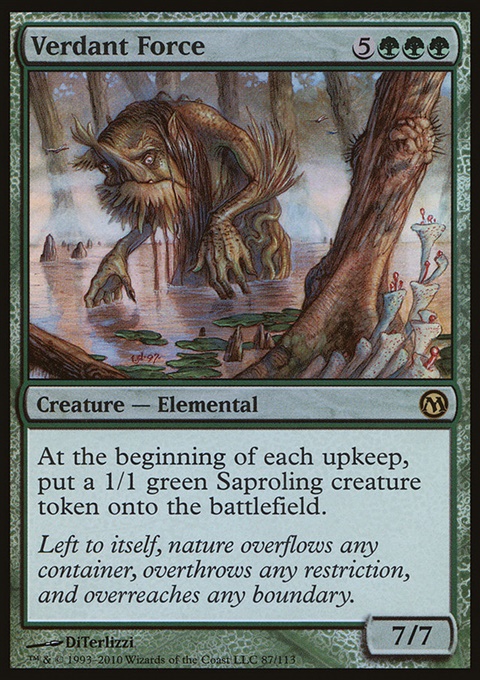 Verdant Force 5
Creature — Elemental M
At the beginning of each upkeep,
put a 1/1 green Saproling creature
token onto the battlefield.
Left to itself, nature overflows any
container, overthrows any restriction,
and overreaches any boundary.
7/7
DiTerlizzi
™ & © 1993–2010 Wizards of the Coast LLC 87/113